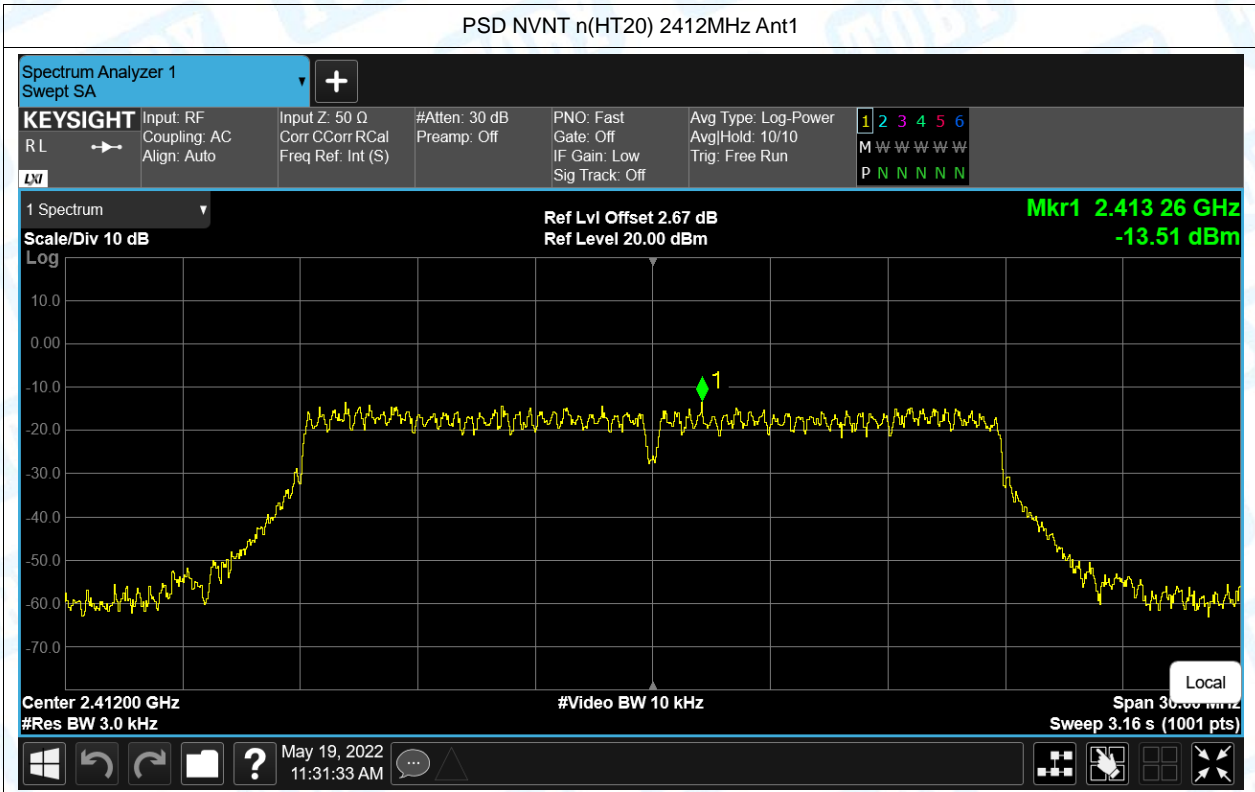 PSD NVNT n(HT20) 2412MHz Ant1
Spectrum Analyzer 1
Swept SA
KEYSIGHT
R L
LXI
Input: RF
Coupling: AC
Align: Auto
Input Z: 50 Ω
Corr CCorr RCal
Freq Ref: Int (S)
#Atten: 30 dB
Preamp: Off
PNO: Fast
Gate: Off
IF Gain: Low
Sig Track: Off
Avg Type: Log-Power
Avg|Hold: 10/10
Trig: Free Run
1 2 3 4 5 6
M W W W W W
P N N N N N
1 Spectrum
Scale/Div 10 dB
Ref Lvl Offset 2.67 dB
Ref Level 20.00 dBm
Mkr1 2.413 26 GHz
-13.51 dBm
Log
10.0
0.00
-10.0
-20.0
-30.0
-40.0
-50.0
-60.0
-70.0
1
Local
Center 2.41200 GHz
#Video BW 10 kHz
Span 30.00 MHz
#Res BW 3.0 kHz
Sweep 3.16 s (1001 pts)
?
May 19, 2022
11:31:33 AM